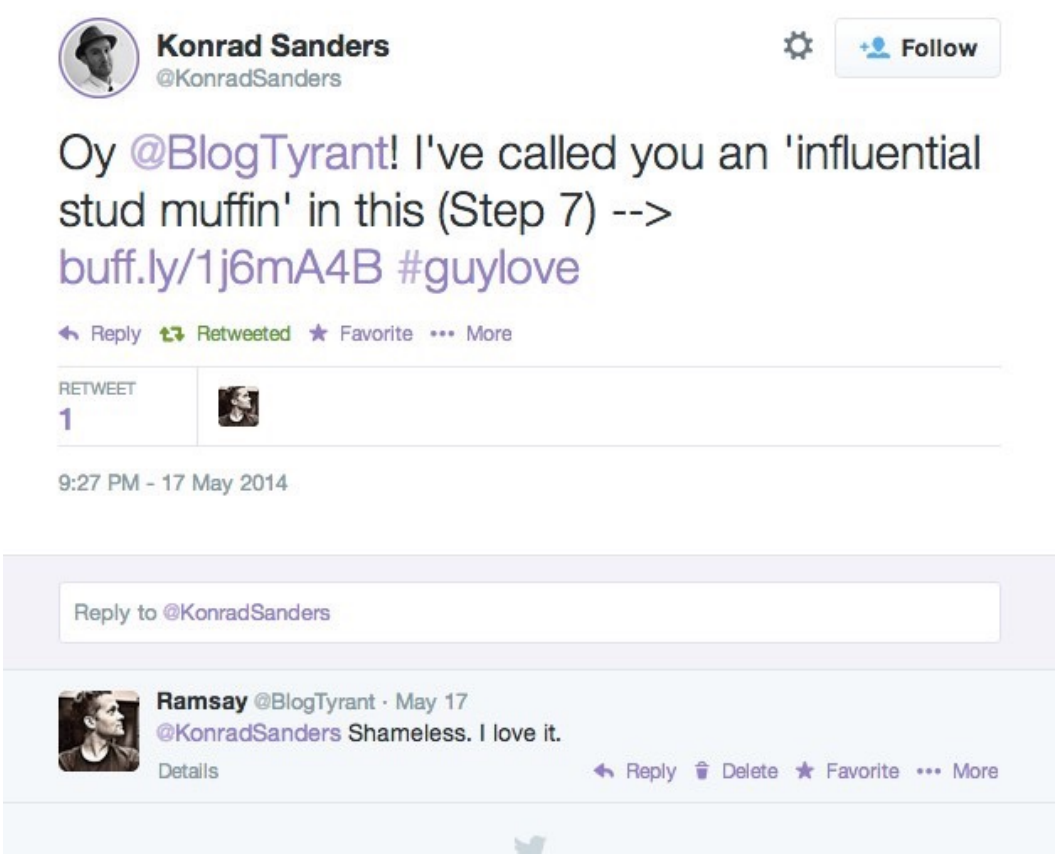 Konrad Sanders
@KonradSanders
Follow
Oy @BlogTyrant! I've called you an 'influential
stud muffin' in this (Step 7) -->
buff.ly/1j6mA4B #guylove
Reply Retweeted Favorite ••• More
RETWEET
1
9:27 PM - 17 May 2014
Reply to @KonradSanders
Ramsay @BlogTyrant · May 17
@KonradSanders Shameless. I love it.
Details
Reply Delete Favorite ••• More